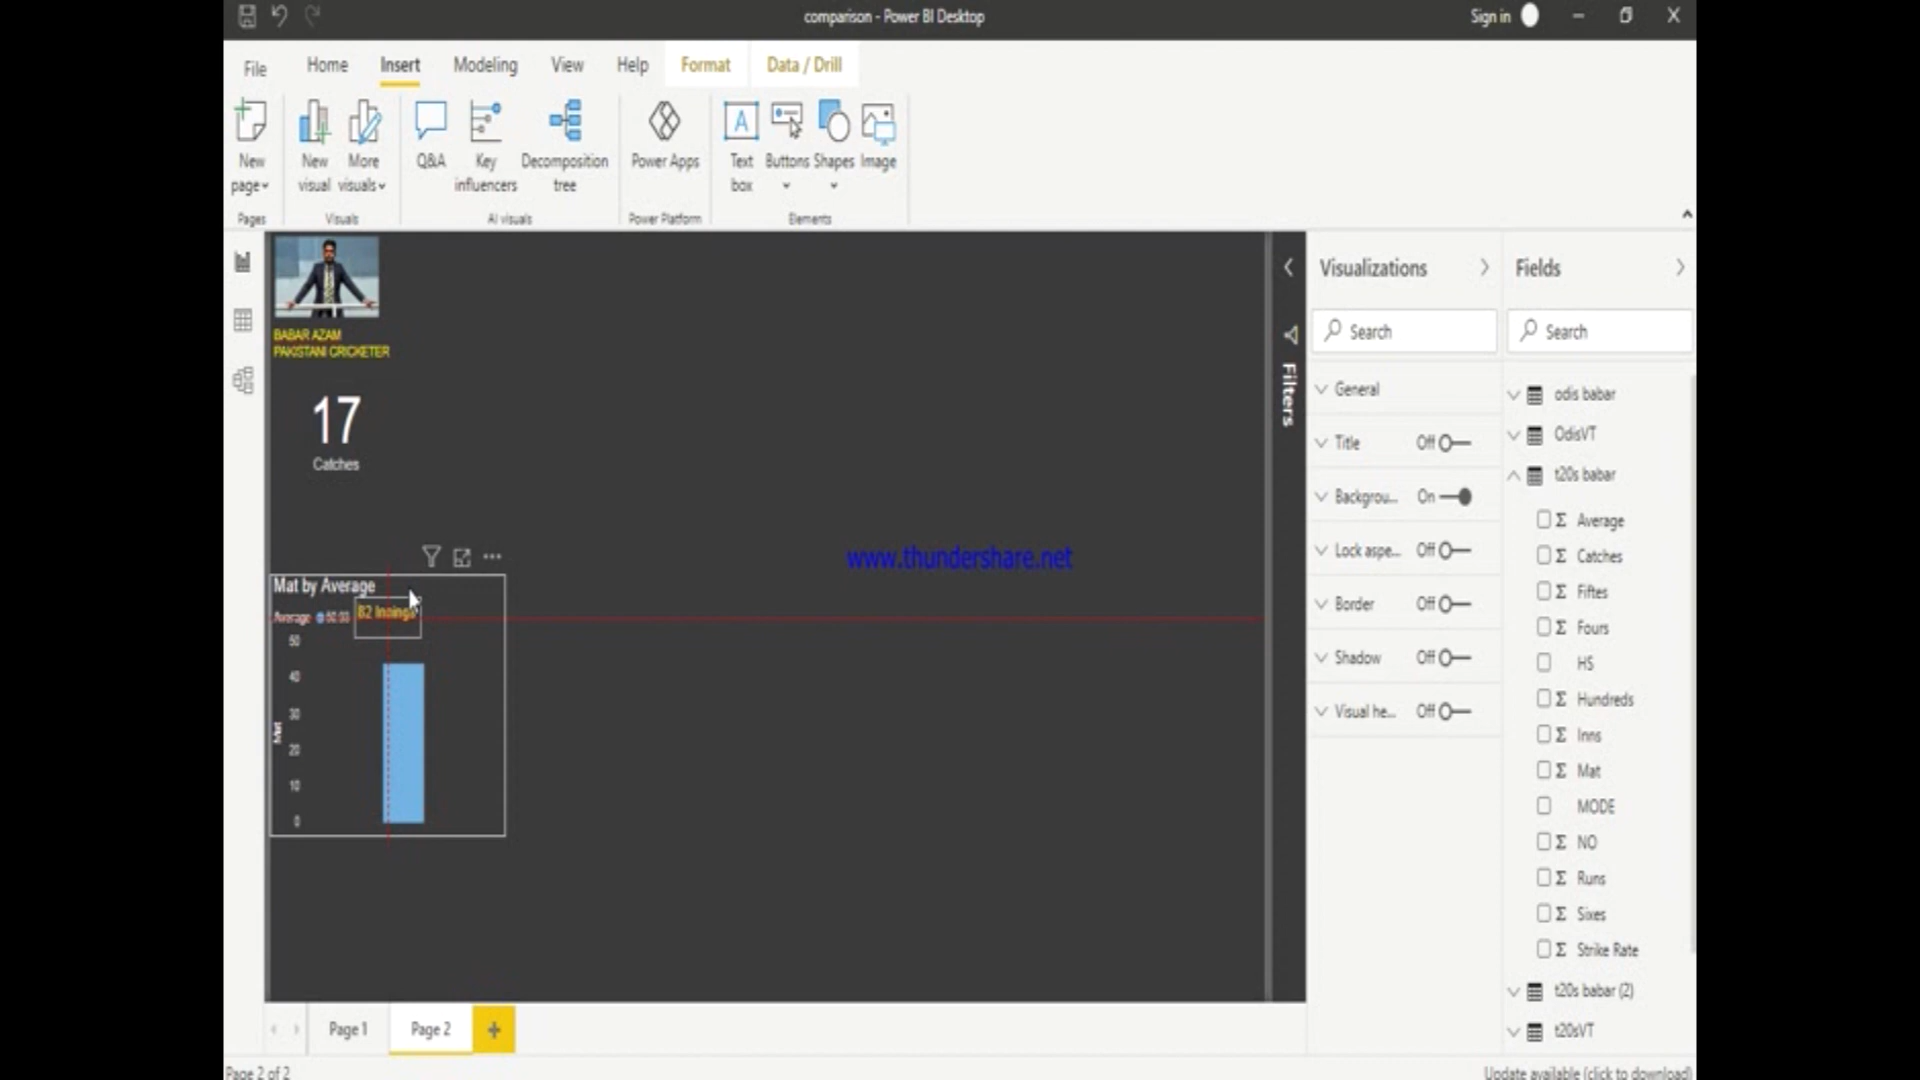 comparison - Power BI Desktop
Sign in
File
Home
Insert
Modeling
View
Help
Format
Data / Drill
New page
New visual
More visuals
Q&A
Key influencers
Decomposition tree
Power Apps
Text box
Buttons
Shapes
Image
Pages
Visuals
AI visuals
Power Platform
Elements
BABAR AZAM
PAKISTANI CRICKETER
17
Catches
Mat by Average
Average
82 Innings
50
40
30
20
10
0
Mat
www.thundershare.net
Filters
Visualizations
Search
General
Title Off
Backgrou... On
Lock aspe... Off
Border Off
Shadow Off
Visual he... Off
Fields
Search
odis babar
OdisVT
t20s babar
Average
Catches
Fiftes
Fours
HS
Hundreds
Inns
Mat
MODE
NO
Runs
Sixes
Strike Rate
t20s babar (2)
t20sVT
Page 1
Page 2
Page 2 of 2
Update available (click to download)